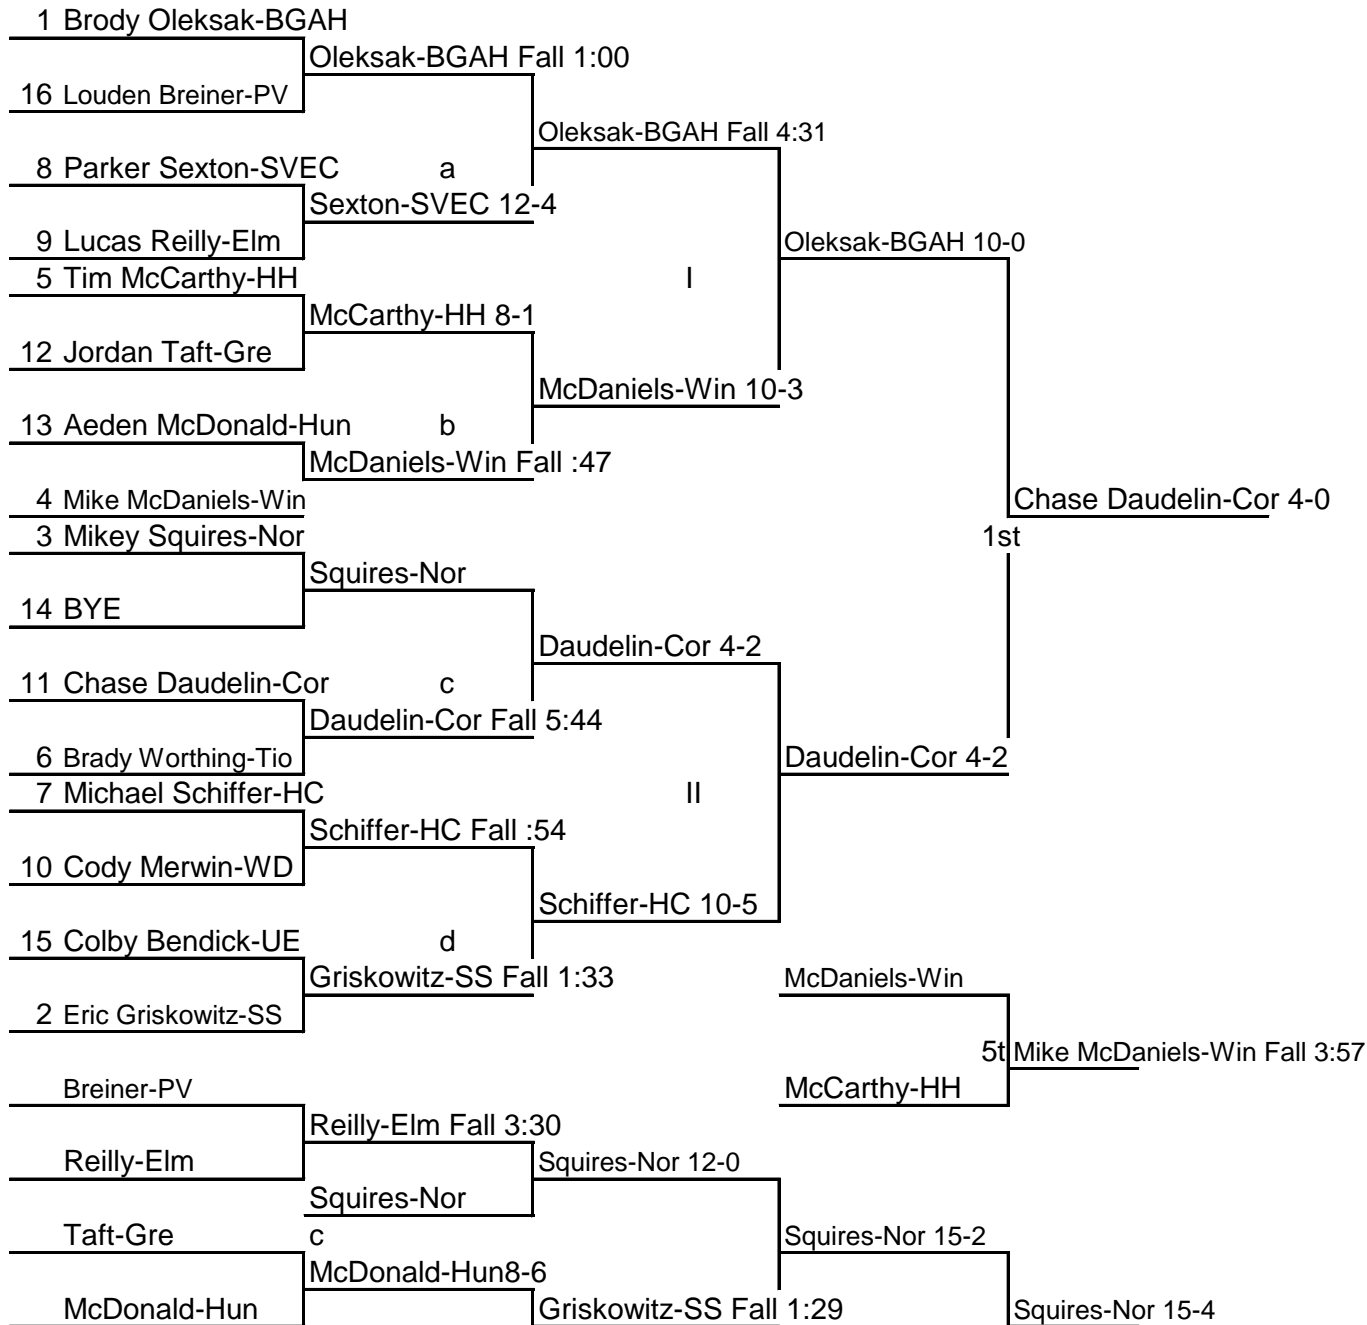 1 Brody Oleksak-BGAH
Oleksak-BGAH Fall 1:00
16 Louden Breiner-PV
Oleksak-BGAH Fall 4:31
8 Parker Sexton-SVEC a
Sexton-SVEC 12-4
9 Lucas Reilly-Elm
Oleksak-BGAH 10-0
5 Tim McCarthy-HH I
McCarthy-HH 8-1
12 Jordan Taft-Gre
McDaniels-Win 10-3
13 Aeden McDonald-Hun b
McDaniels-Win Fall :47
4 Mike McDaniels-Win
Chase Daudelin-Cor 4-0
3 Mikey Squires-Nor
1st
Squires-Nor
14 BYE
Daudelin-Cor 4-2
11 Chase Daudelin-Cor c
Daudelin-Cor Fall 5:44
6 Brady Worthing-Tio
Daudelin-Cor 4-2
7 Michael Schiffer-HC II
Schiffer-HC Fall :54
10 Cody Merwin-WD
Schiffer-HC 10-5
15 Colby Bendick-UE d
Griskowitz-SS Fall 1:33
McDaniels-Win
2 Eric Griskowitz-SS
5t Mike McDaniels-Win Fall 3:57
Breiner-PV
McCarthy-HH
Reilly-Elm Fall 3:30
Reilly-Elm
Squires-Nor 12-0
Squires-Nor
Taft-Gre c
Squires-Nor 15-2
McDonald-Hun8-6
McDonald-Hun
Griskowitz-SS Fall 1:29
Squires-Nor 15-4